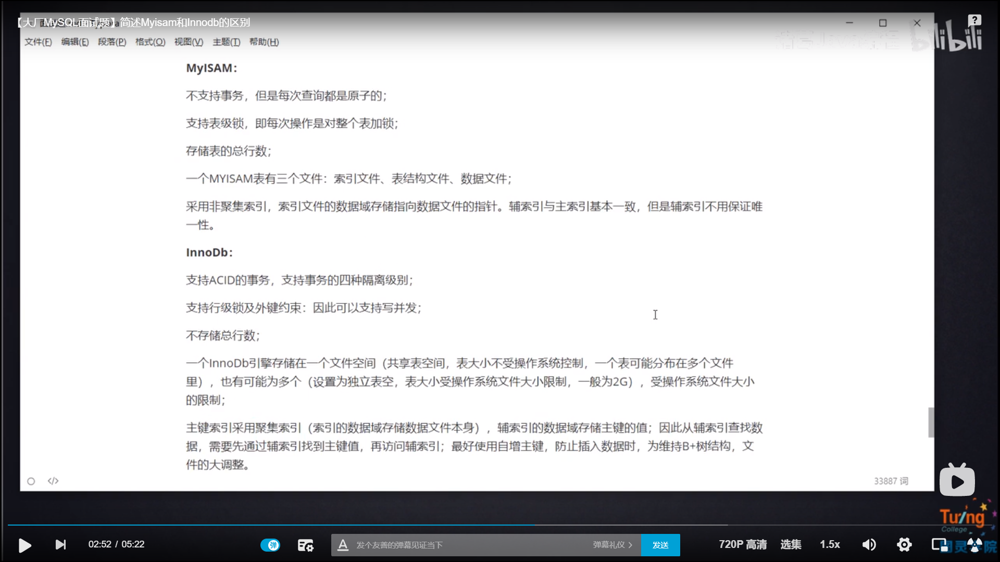 【大厂MySQL面试题】简述Myisam和Innodb的区别
文件(F) 编辑(E) 段落(P) 格式(O) 视图(V) 主题(T) 帮助(H)
bilibili
MyISAM：
不支持事务，但是每次查询都是原子的；
支持表级锁，即每次操作是对整个表加锁；
存储表的总行数；
一个MYISAM表有三个文件：索引文件、表结构文件、数据文件；
采用非聚集索引，索引文件的数据域存储指向数据文件的指针。辅索引与主索引基本一致，但是辅索引不用保证唯
一性。
InnoDb：
支持ACID的事务，支持事务的四种隔离级别；
支持行级锁及外键约束：因此可以支持写并发；
不存储总行数；
一个InnoDb引擎存储在一个文件空间（共享表空间，表大小不受操作系统控制，一个表可能分布在多个文件
里），也有可能为多个（设置为独立表空，表大小受操作系统文件大小限制，一般为2G），受操作系统文件大小
的限制；
主键索引采用聚集索引（索引的数据域存储数据文件本身），辅索引的数据域存储主键的值；因此从辅索引查找数
据，需要先通过辅索引找到主键值，再访问辅索引；最好使用自增主键，防止插入数据时，为维持B+树结构，文
件的大调整。
</> 33887 词
Tuling
College
02:52 / 05:22 弹 A 发个友善的弹幕见证当下 弹幕礼仪 > 发送 720P 高清 选集 1.5x